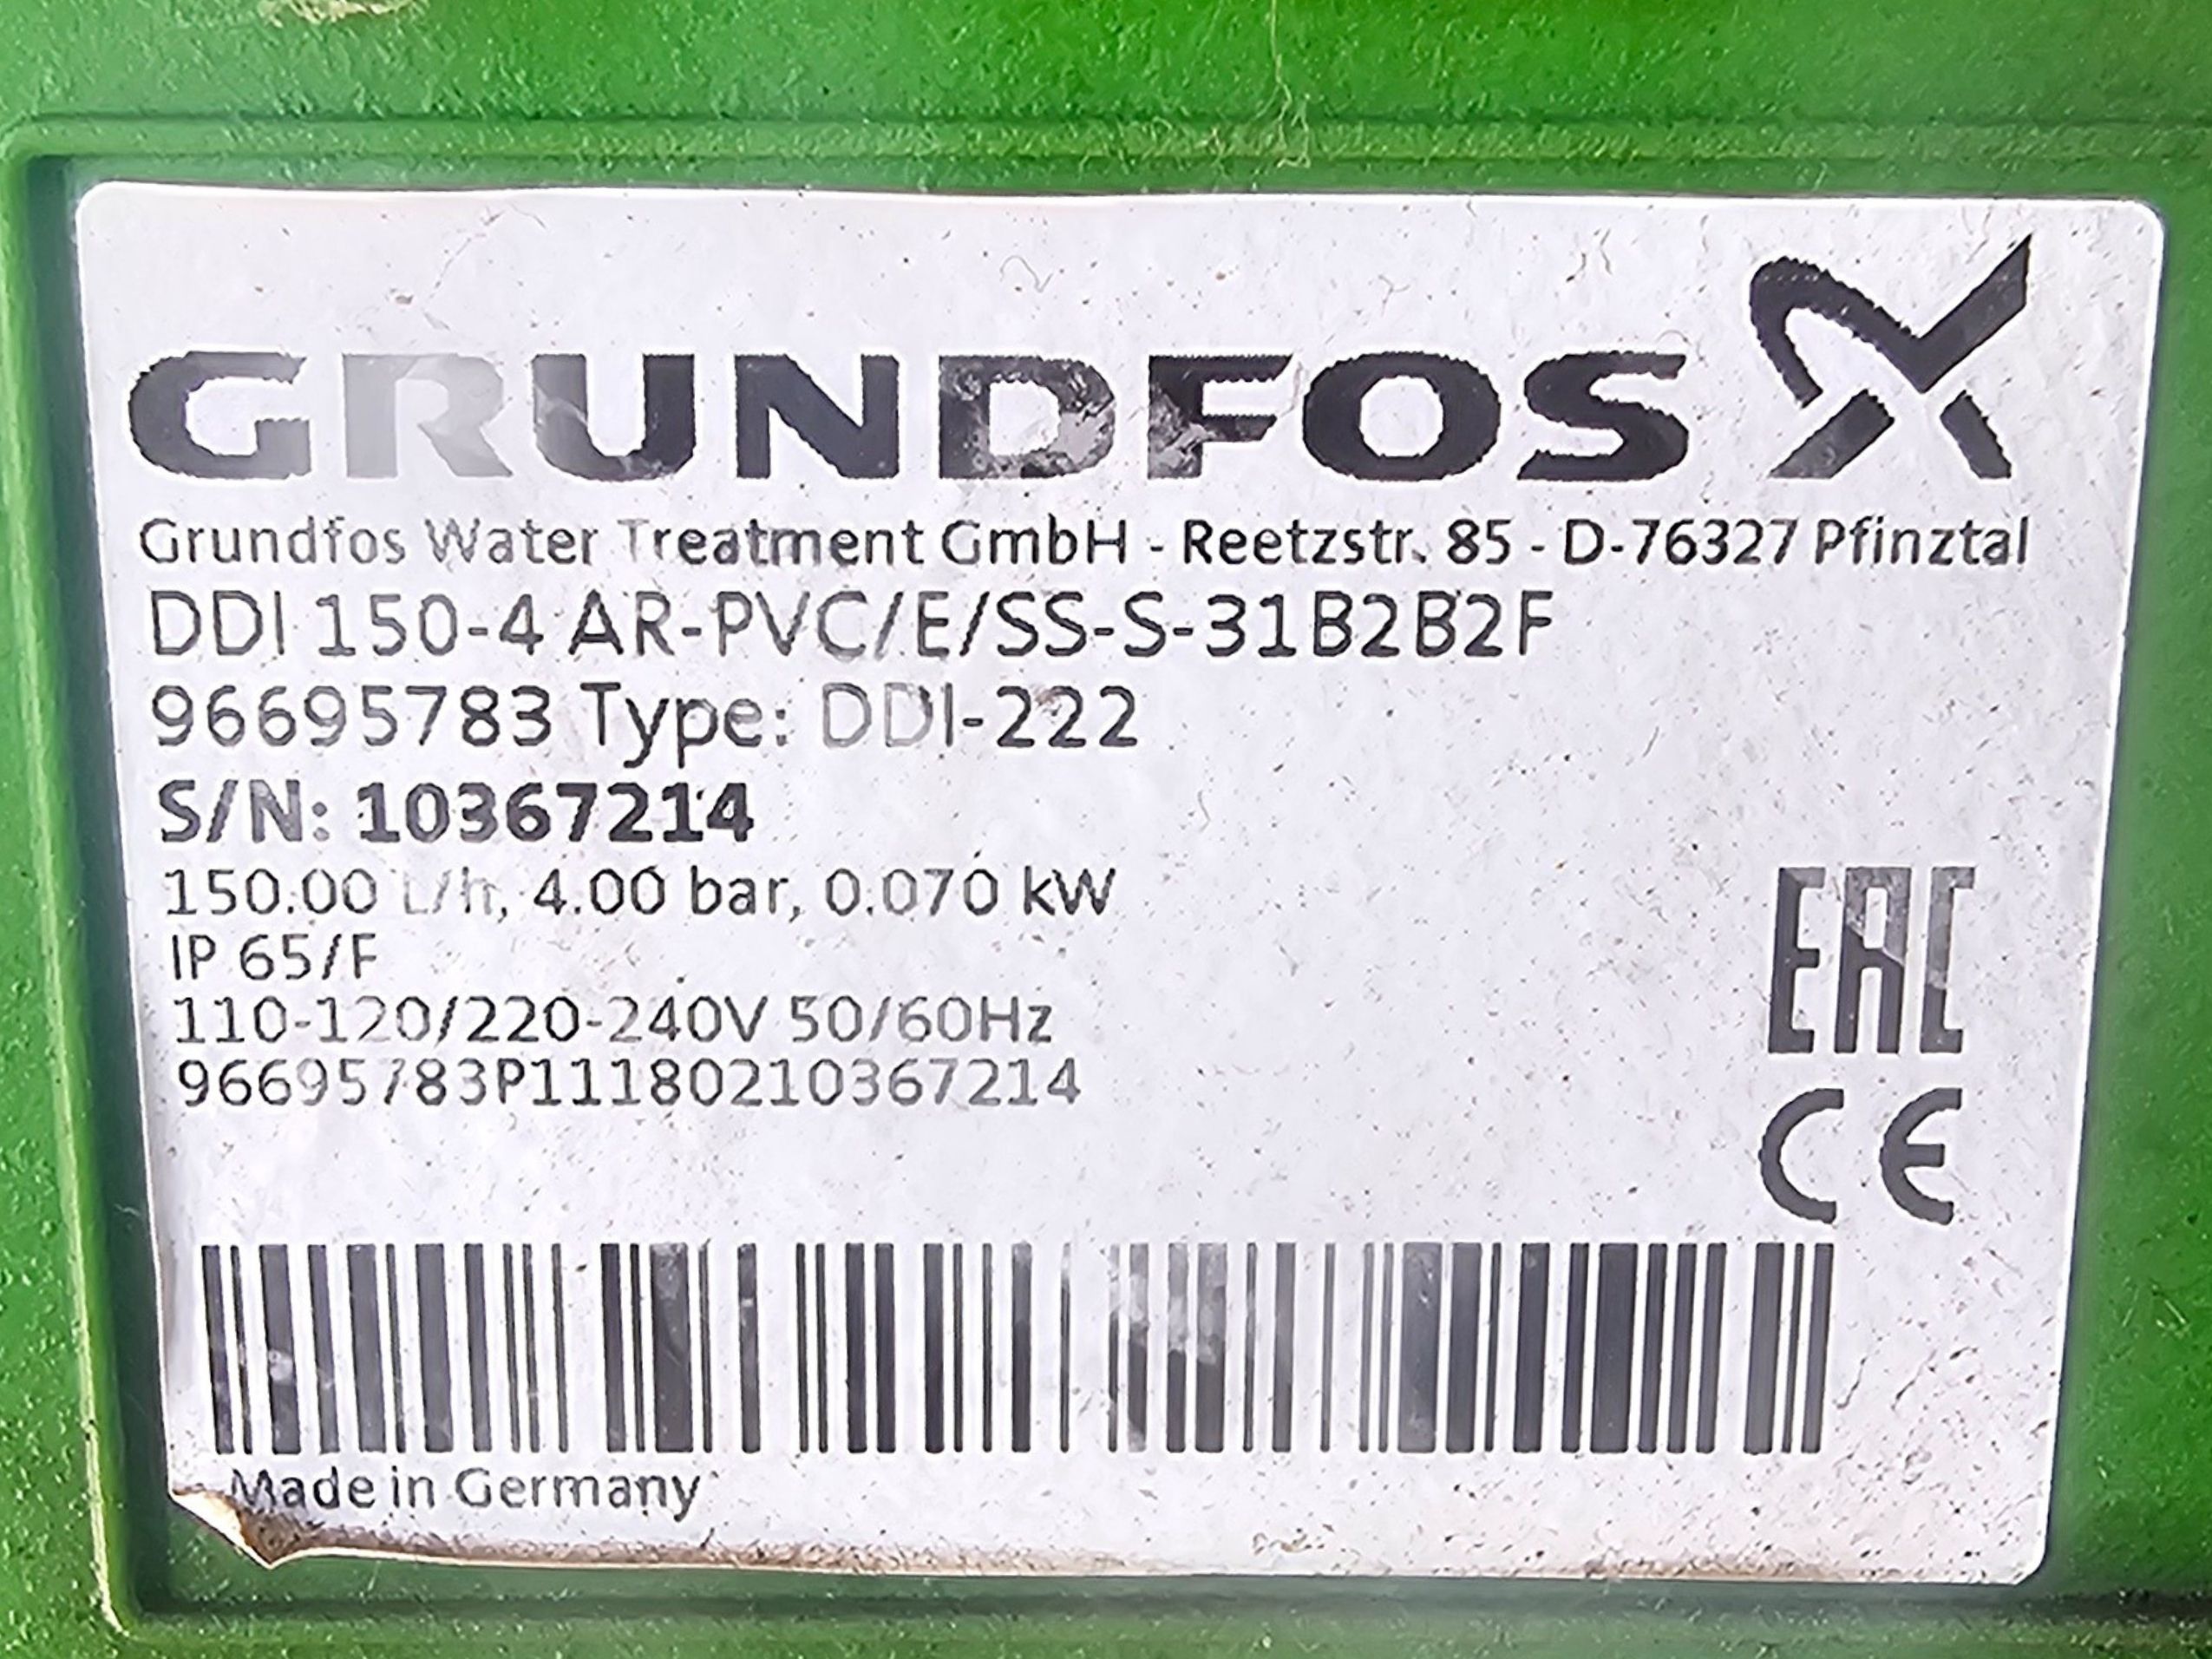 GRUNDFOS
Grundfos Water Treatment GmbH - Reetzstr. 85 - D-76327 Pfinztal
DDI 150-4 AR-PVC/E/SS-S-31B2B2F
96695783 Type: DDI-222
S/N: 10367214
150.00 L/h, 4.00 bar, 0.070 kW
IP 65/F
110-120/220-240V 50/60Hz
96695783P11180210367214
EAC
CE
Made in Germany